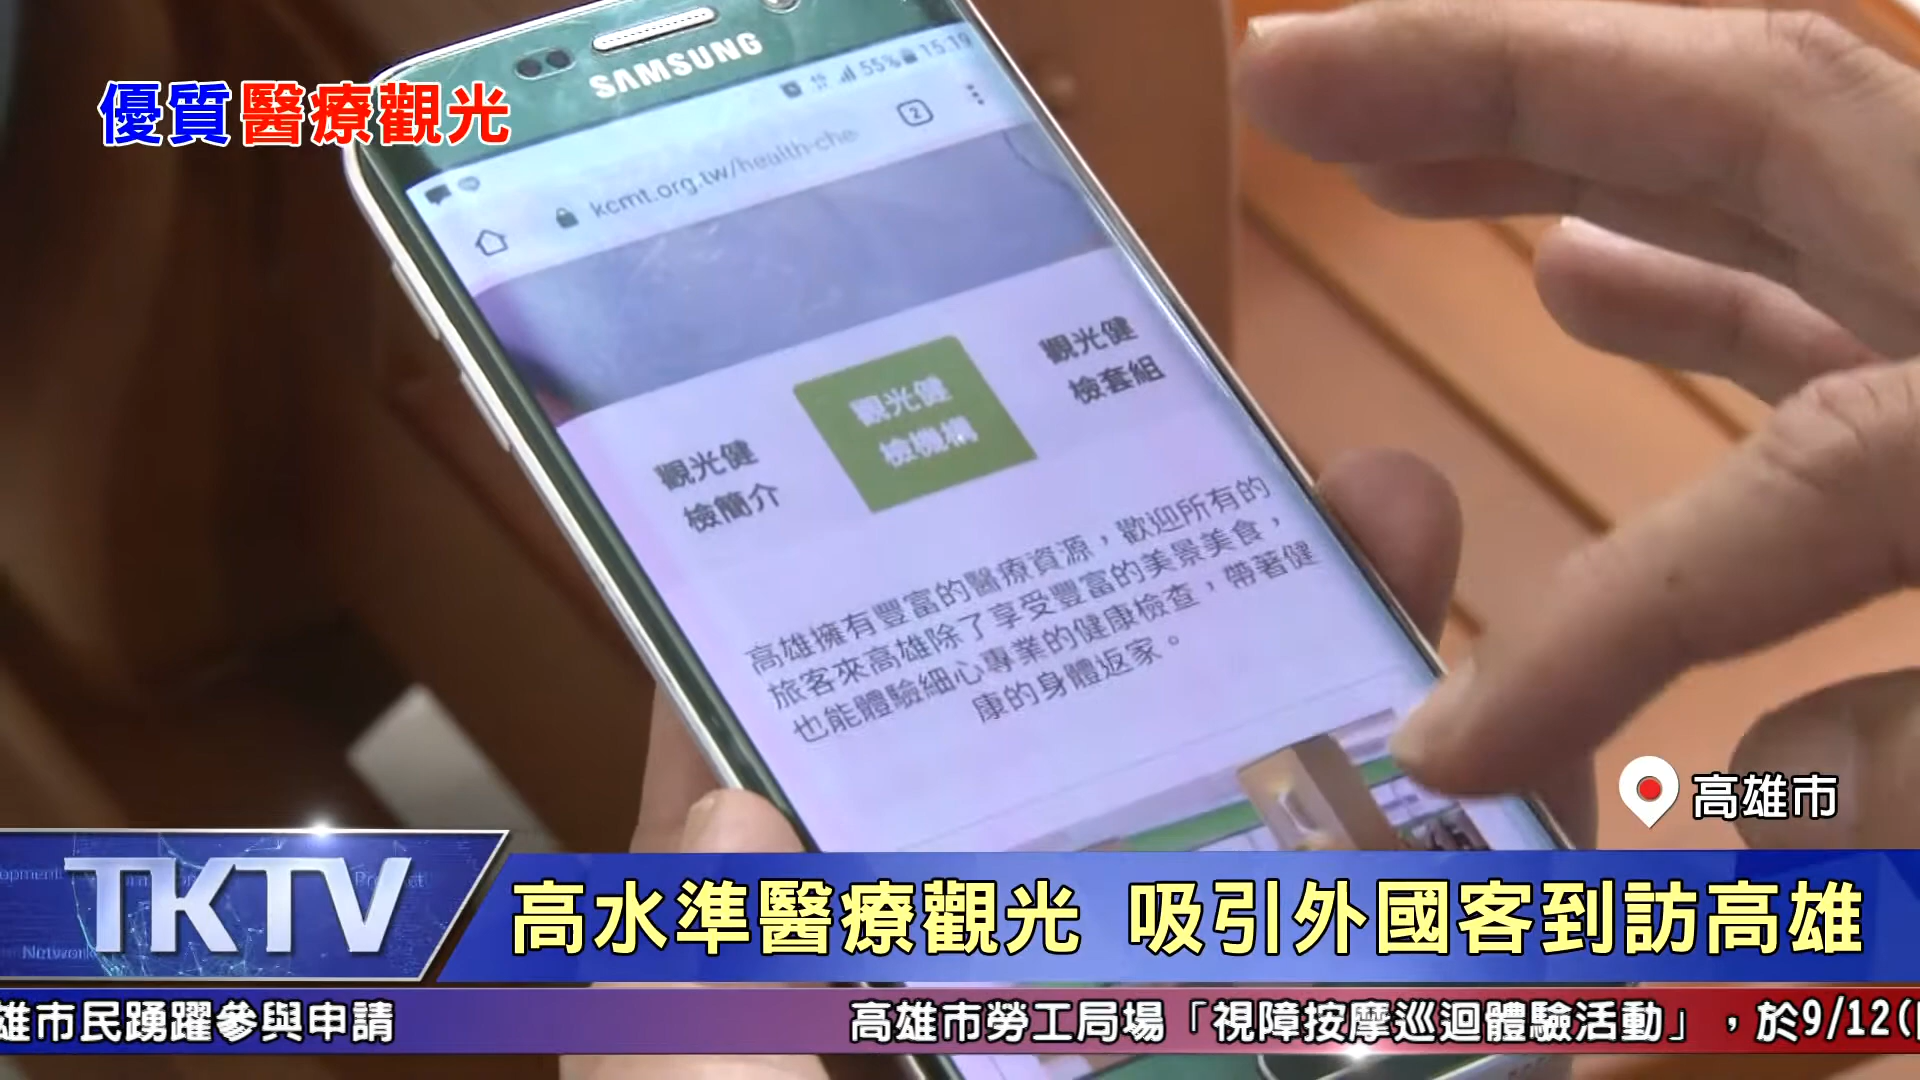 SAMSUNG
55% 15:19
優質醫療觀光
2
kcmt.org.tw/health-che
觀光健
檢套組
觀光健
檢機構
觀光健
檢簡介
高雄擁有豐富的醫療資源，歡迎所有的
旅客來高雄除了享受豐富的美景美食，
也能體驗細心專業的健康檢查，帶著健
康的身體返家。
高雄市
TKTV
Network
高水準醫療觀光 吸引外國客到訪高雄
雄市民踴躍參與申請 高雄市勞工局場「視障按摩巡迴體驗活動」，於9/12(